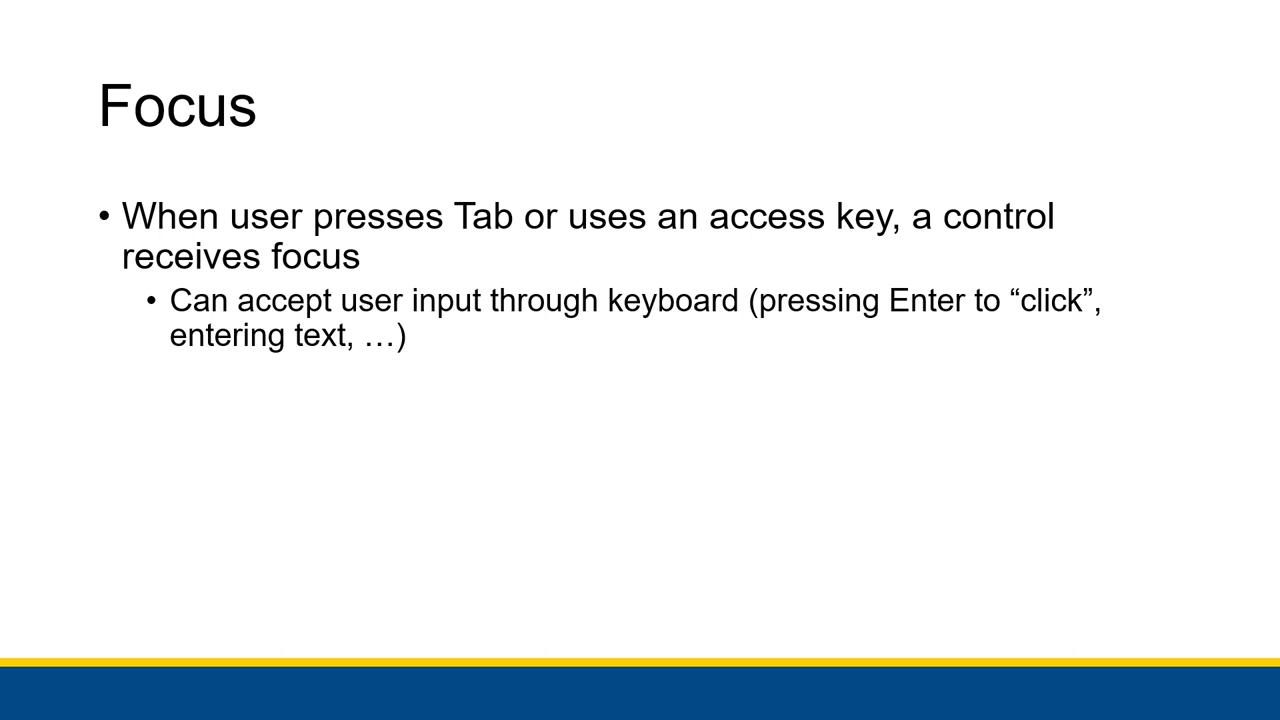 Focus
• When user presses Tab or uses an access key, a control
receives focus
• Can accept user input through keyboard (pressing Enter to “click”,
entering text, …)